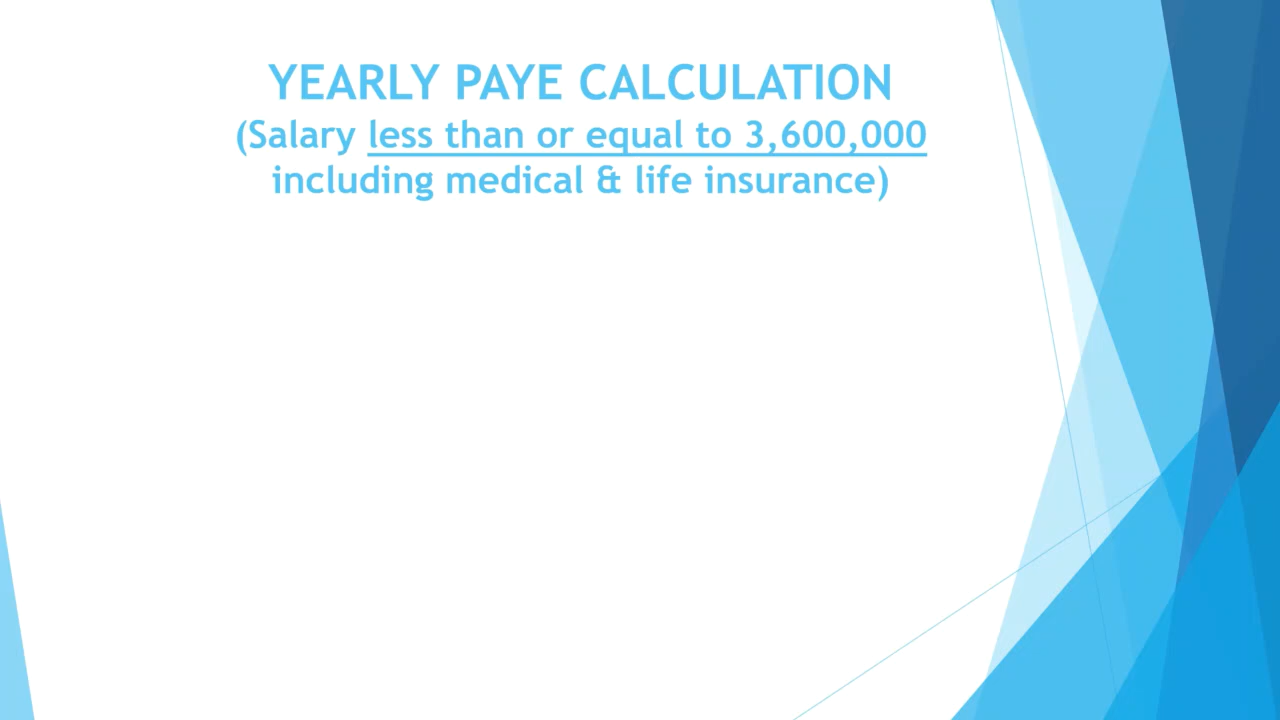 YEARLY PAYE CALCULATION
(Salary less than or equal to 3,600,000
including medical & life insurance)